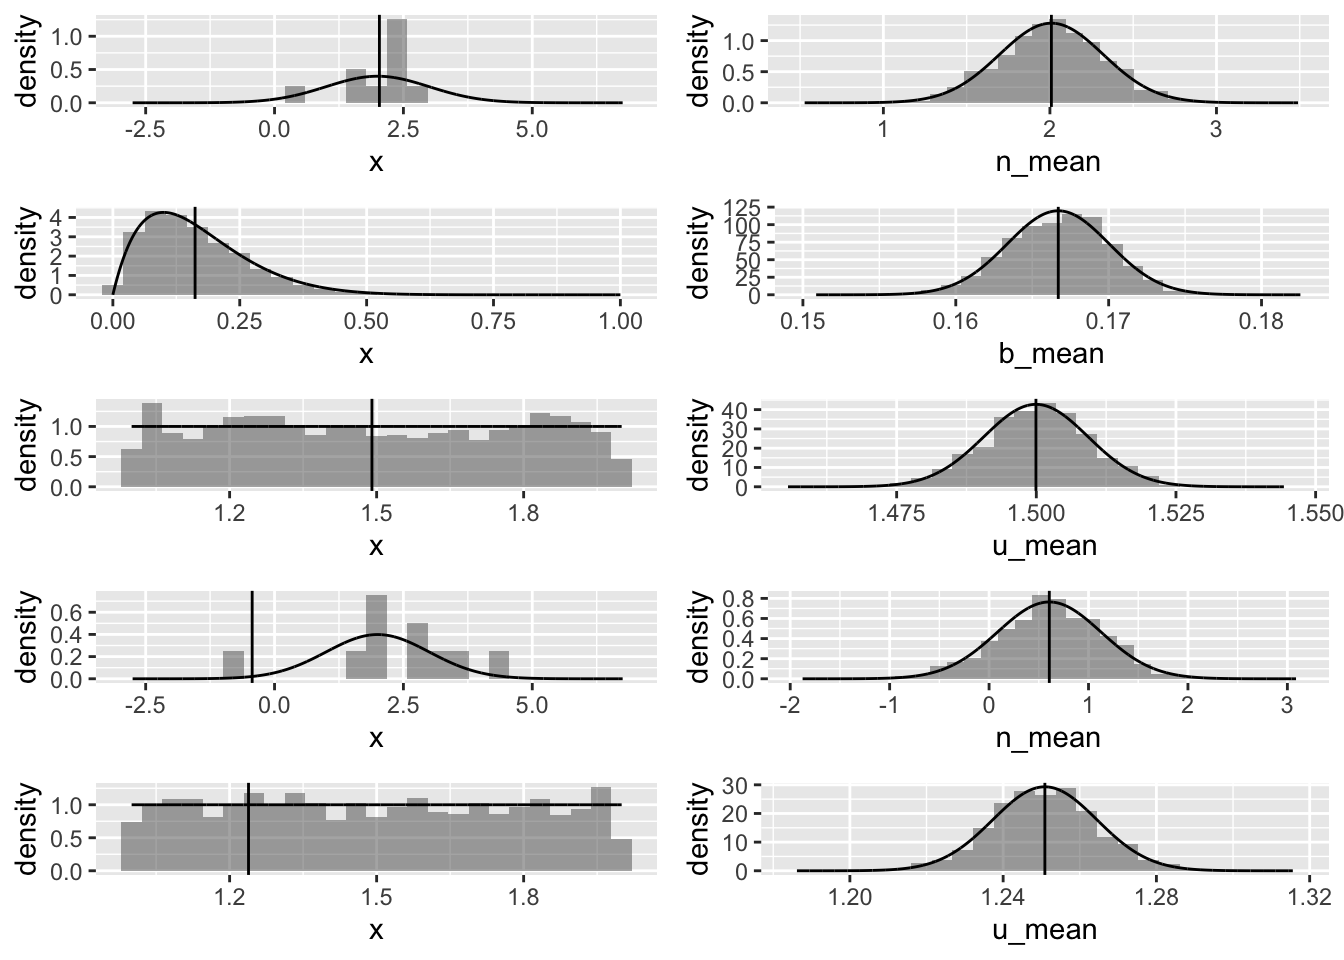 density
1.0
0.5
0.0
-2.5 0.0 2.5 5.0
x
density
1.0
0.5
0.0
1 2 3
n_mean
density
4
3
2
1
0
0.00 0.25 0.50 0.75 1.00
x
density
125
100
75
50
25
0
0.15 0.16 0.17 0.18
b_mean
density
1.0
0.5
0.0
1.2 1.5 1.8
x
density
40
30
20
10
0
1.475 1.500 1.525 1.550
u_mean
density
0.6
0.4
0.2
0.0
-2.5 0.0 2.5 5.0
x
density
0.8
0.6
0.4
0.2
0.0
-2 -1 0 1 2 3
n_mean
density
1.0
0.5
0.0
1.2 1.5 1.8
x
density
30
20
10
0
1.20 1.24 1.28 1.32
u_mean